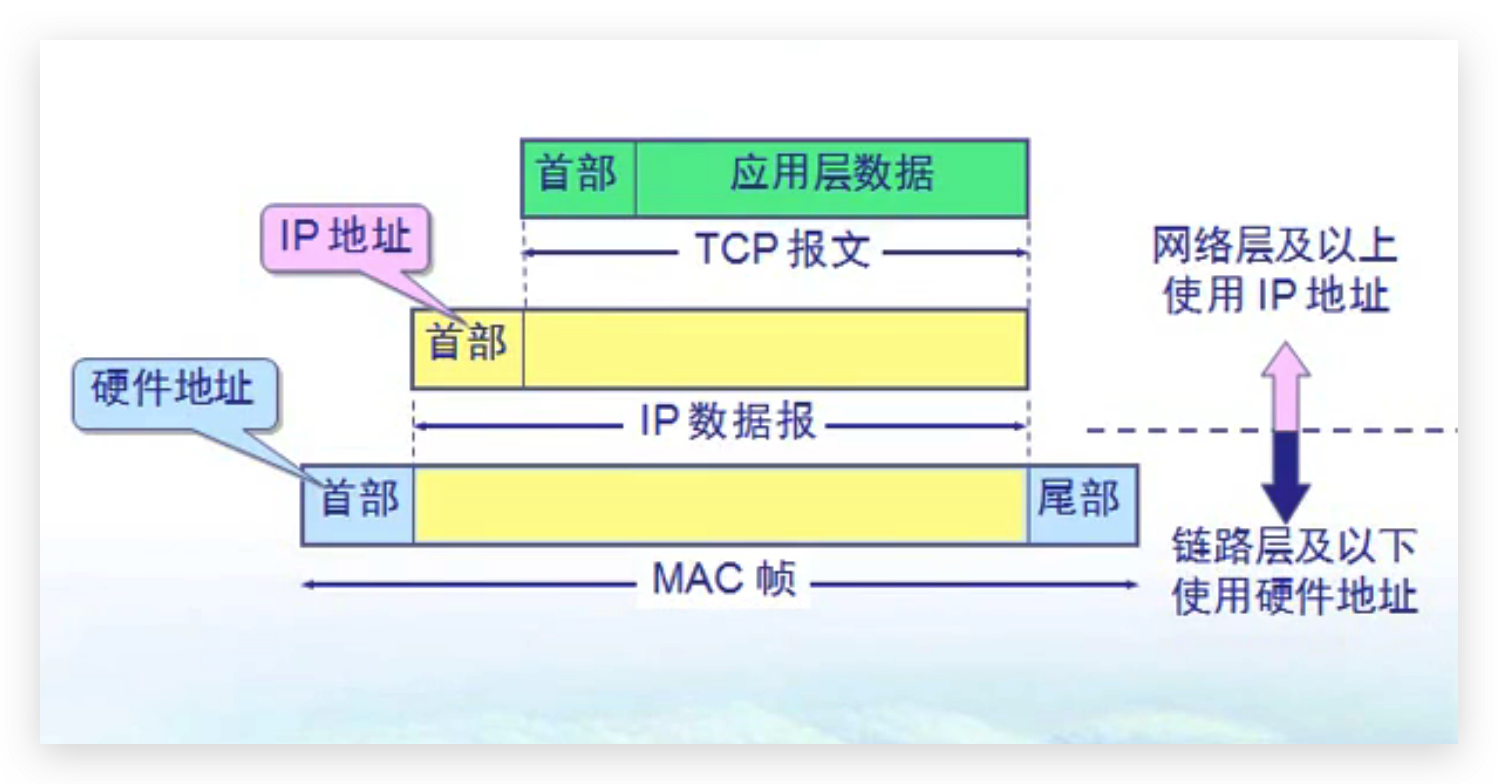 首部
应用层数据
TCP 报文
IP 地址
首部
IP 数据报
硬件地址
首部
尾部
MAC 帧
网络层及以上
使用 IP 地址
链路层及以下
使用硬件地址